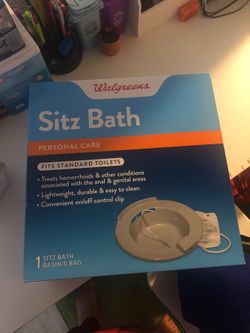 Walgreens
Sitz Bath
PERSONAL CARE
FITS STANDARD TOILETS
• Treats hemorrhoids & other conditions
associated with the anal & genital areas
• Lightweight, durable & easy to clean
• Convenient on/off control clip
1 SITZ BATH
BASIN & BAG